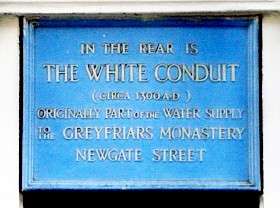 IN THE REAR IS
THE WHITE CONDUIT
(CIRCA 1300 A·D·)
ORIGINALLY PART OF THE WATER SUPPLY
TO THE GREYFRIARS MONASTERY
NEWGATE STREET